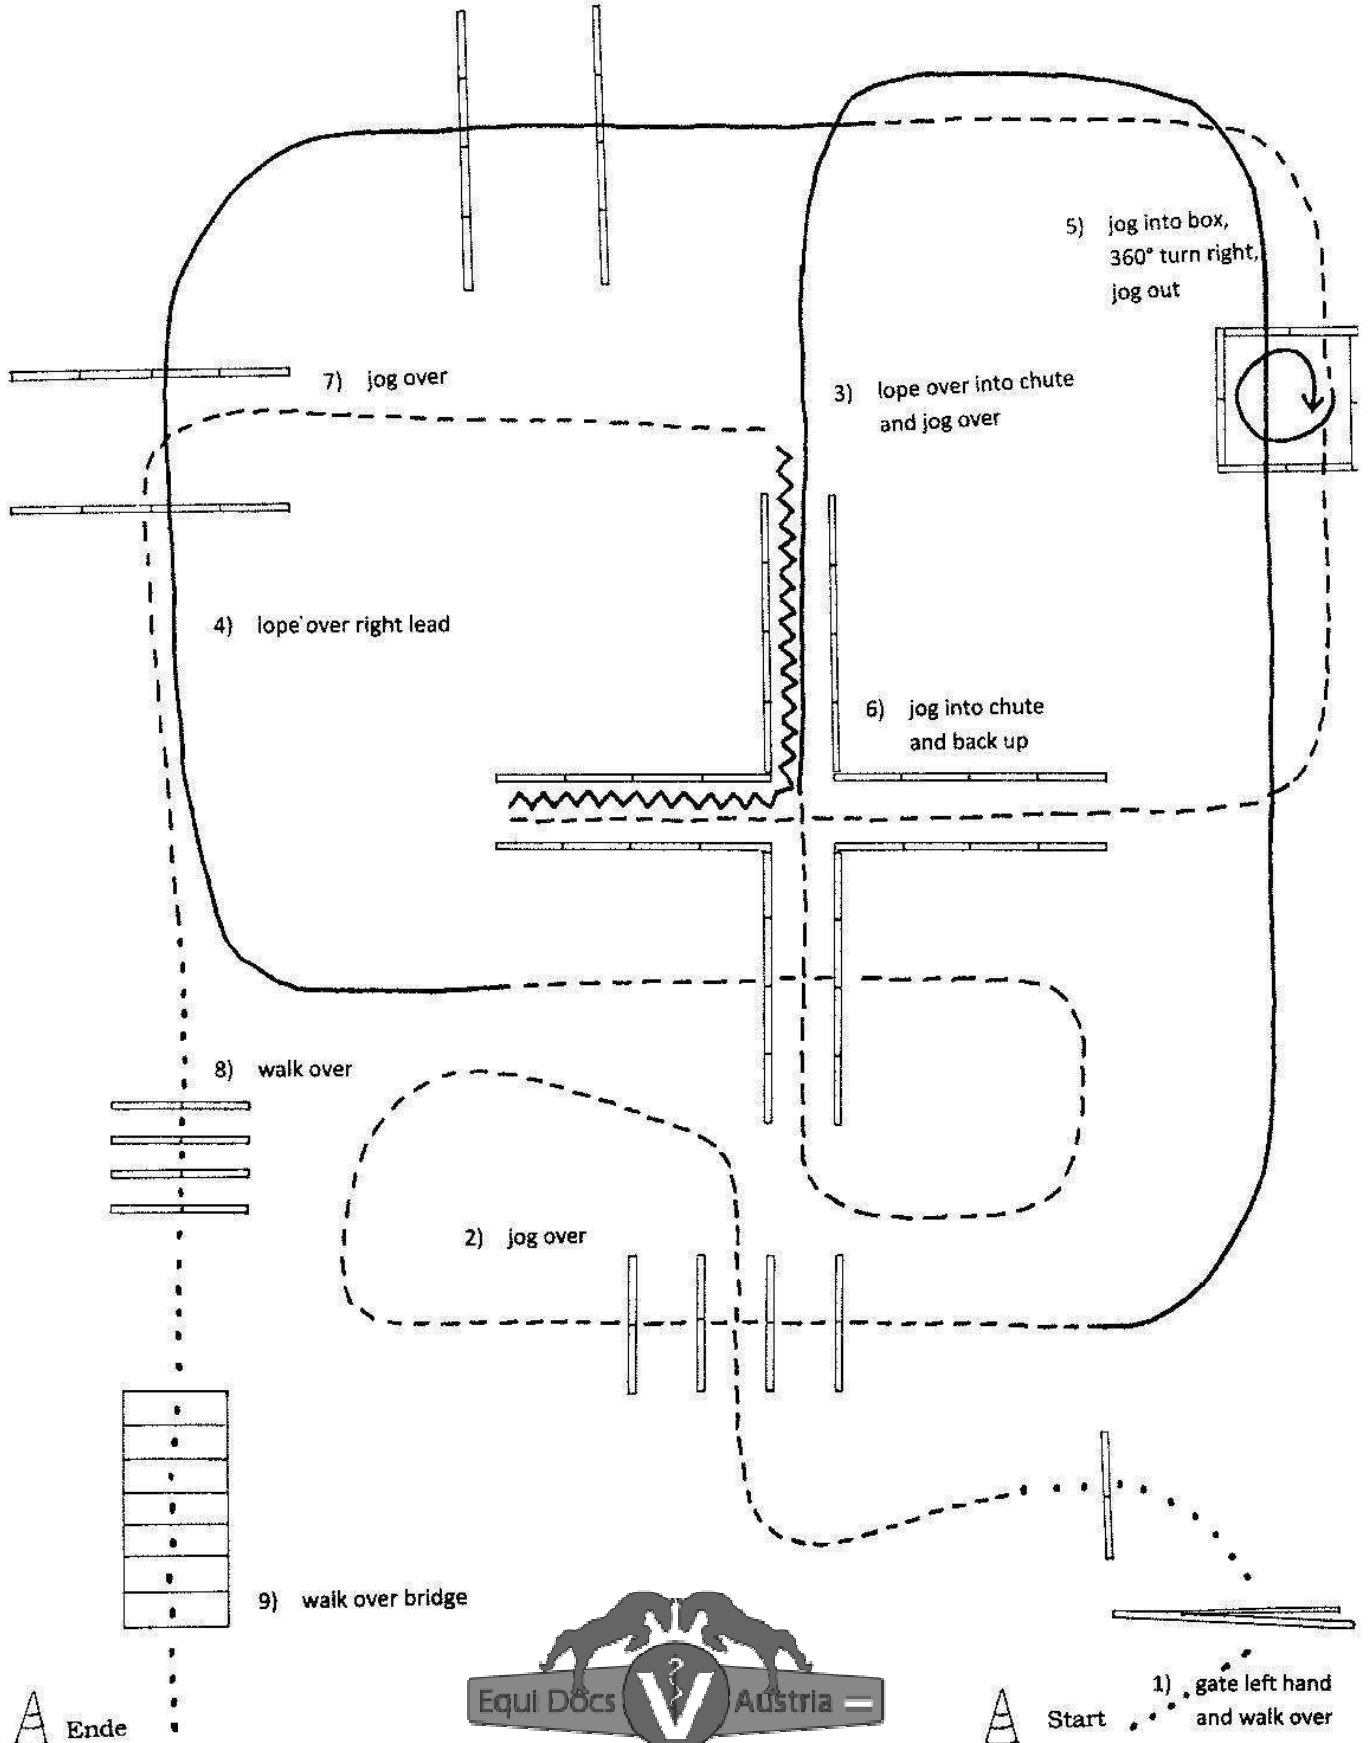 5) jog into box,
360° turn right,
jog out
7) jog over
3) lope over into chute
and jog over
4) lope over right lead
6) jog into chute
and back up
8) walk over
2) jog over
9) walk over bridge
Equi Docs V Austria
1) gate left hand
and walk over
Ende
Start